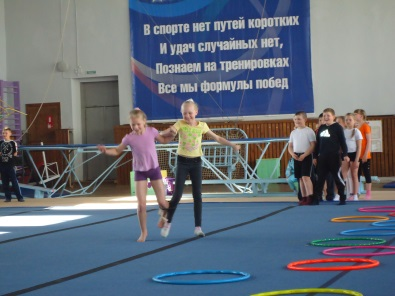 В спорте нет путей коротких
И удач случайных нет,
Познаем на тренировках
Все мы формулы побед